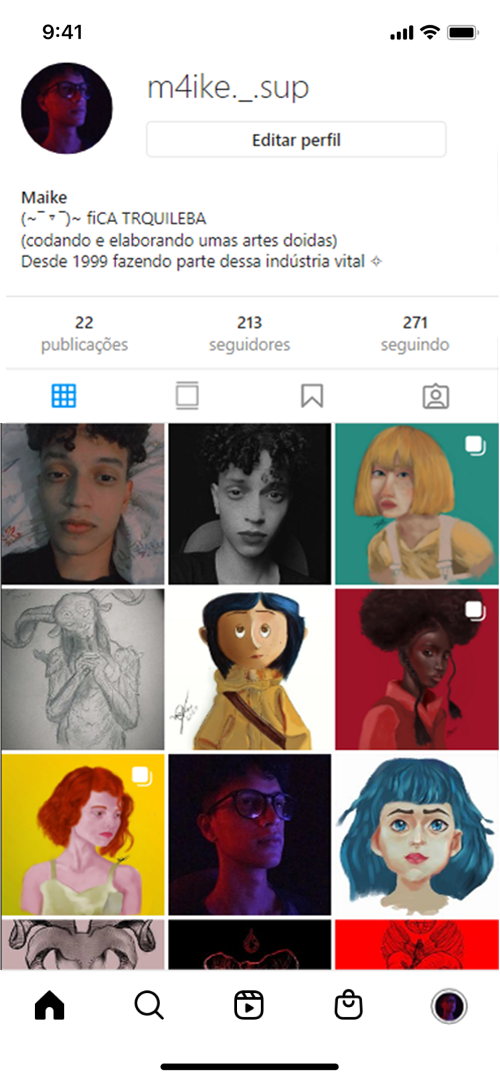 9:41
m4ike._.sup
Editar perfil
Maike
(~‾ ▿ ‾)~ fiCA TRQUILEBA
(codando e elaborando umas artes doidas)
Desde 1999 fazendo parte dessa indústria vital ✧
22 213 271
publicações seguidores seguindo